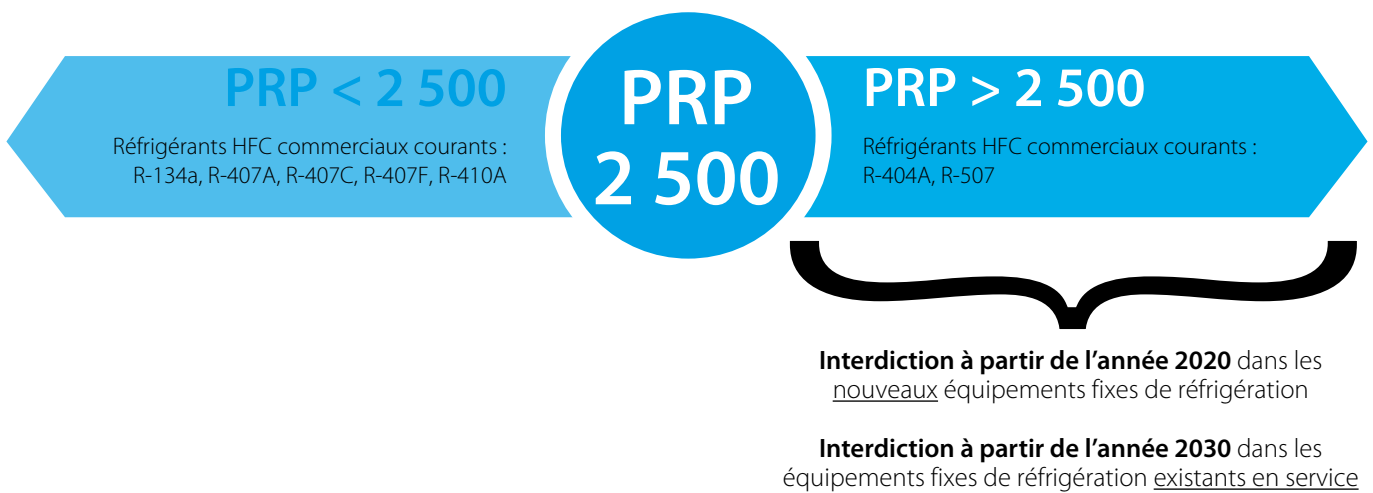 PRP < 2 500
Réfrigérants HFC commerciaux courants :
R-134a, R-407A, R-407C, R-407F, R-410A
PRP
2 500
PRP > 2 500
Réfrigérants HFC commerciaux courants :
R-404A, R-507
Interdiction à partir de l’année 2020 dans les
nouveaux équipements fixes de réfrigération
Interdiction à partir de l’année 2030 dans les
équipements fixes de réfrigération existants en service